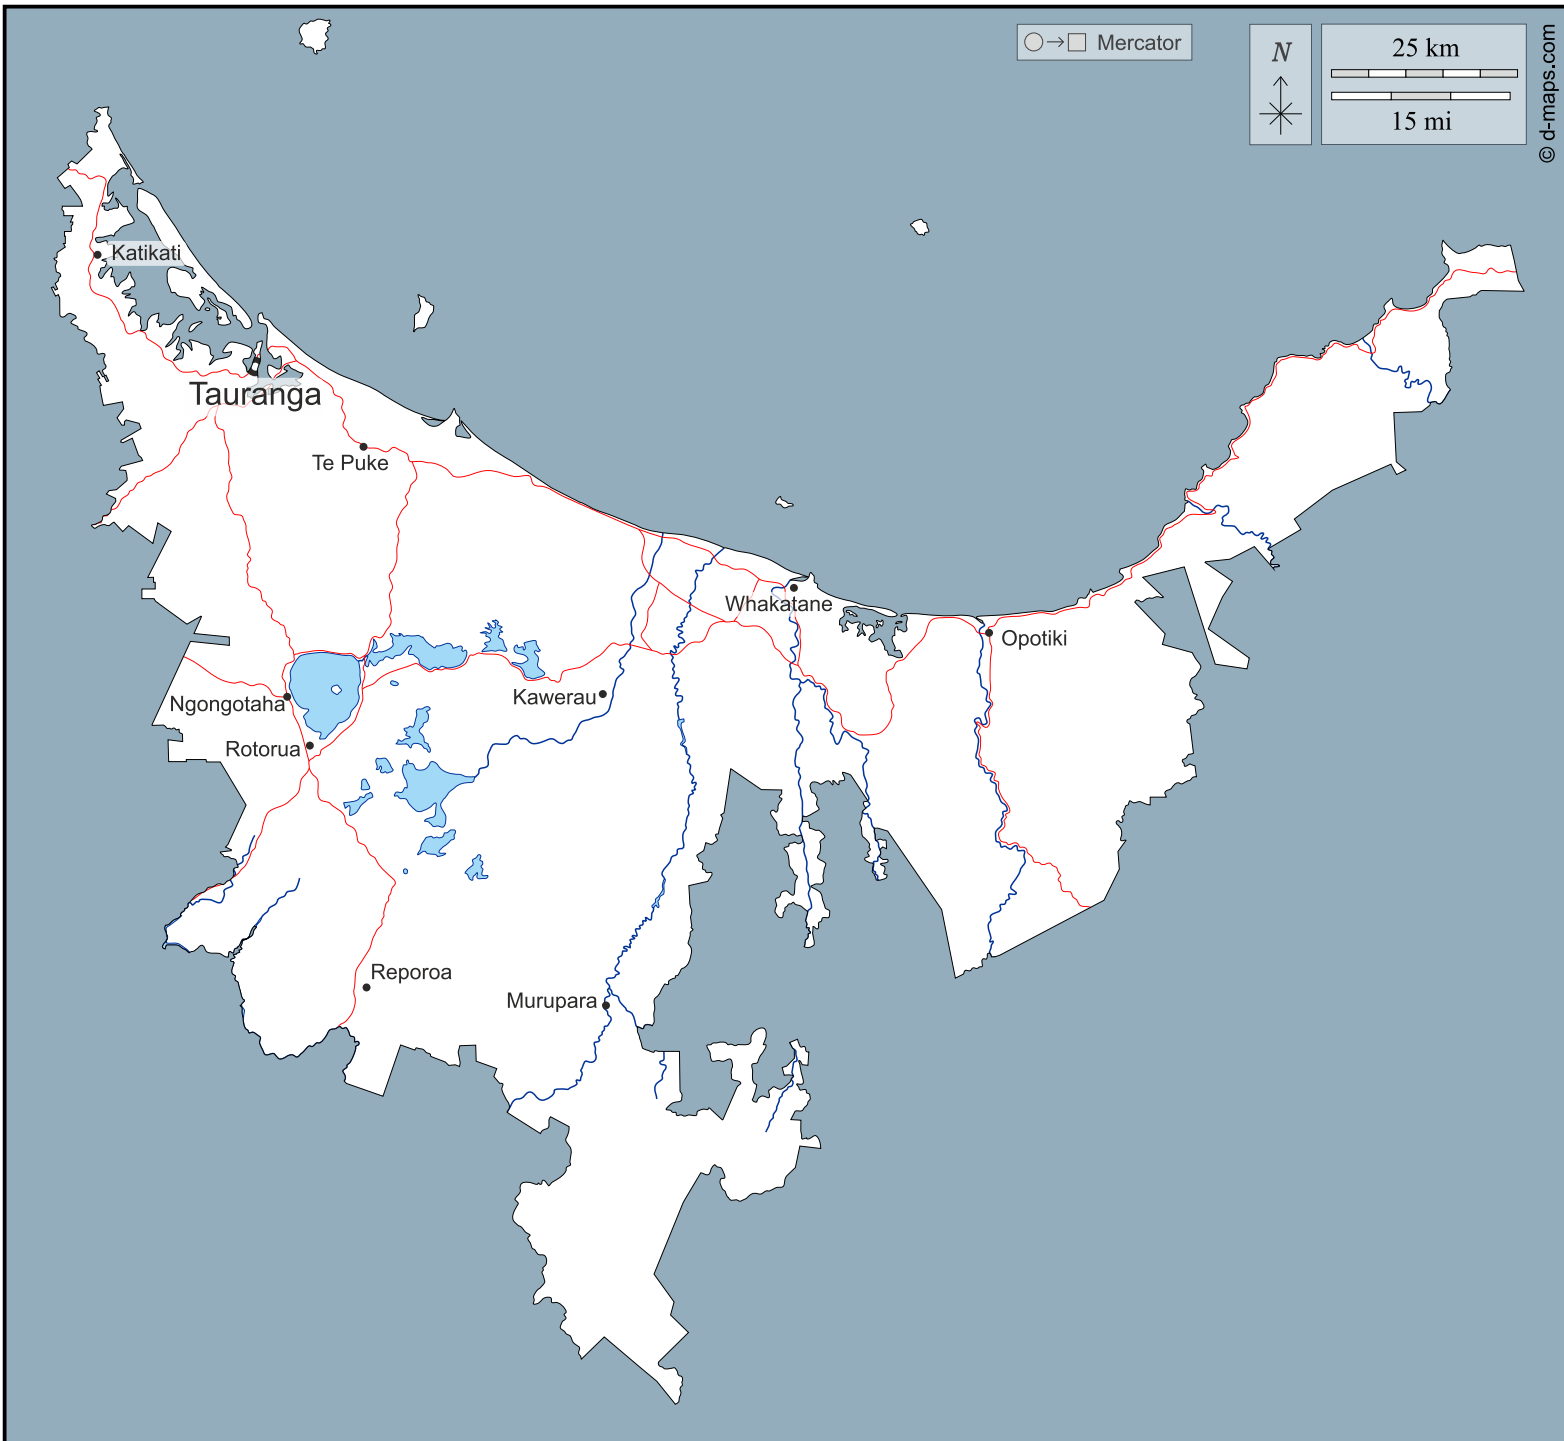 Mercator
N
25 km
15 mi
© d-maps.com
Katikati
Tauranga
Te Puke
Whakatane
Opotiki
Ngongotaha
Kawerau
Rotorua
Reporoa
Murupara